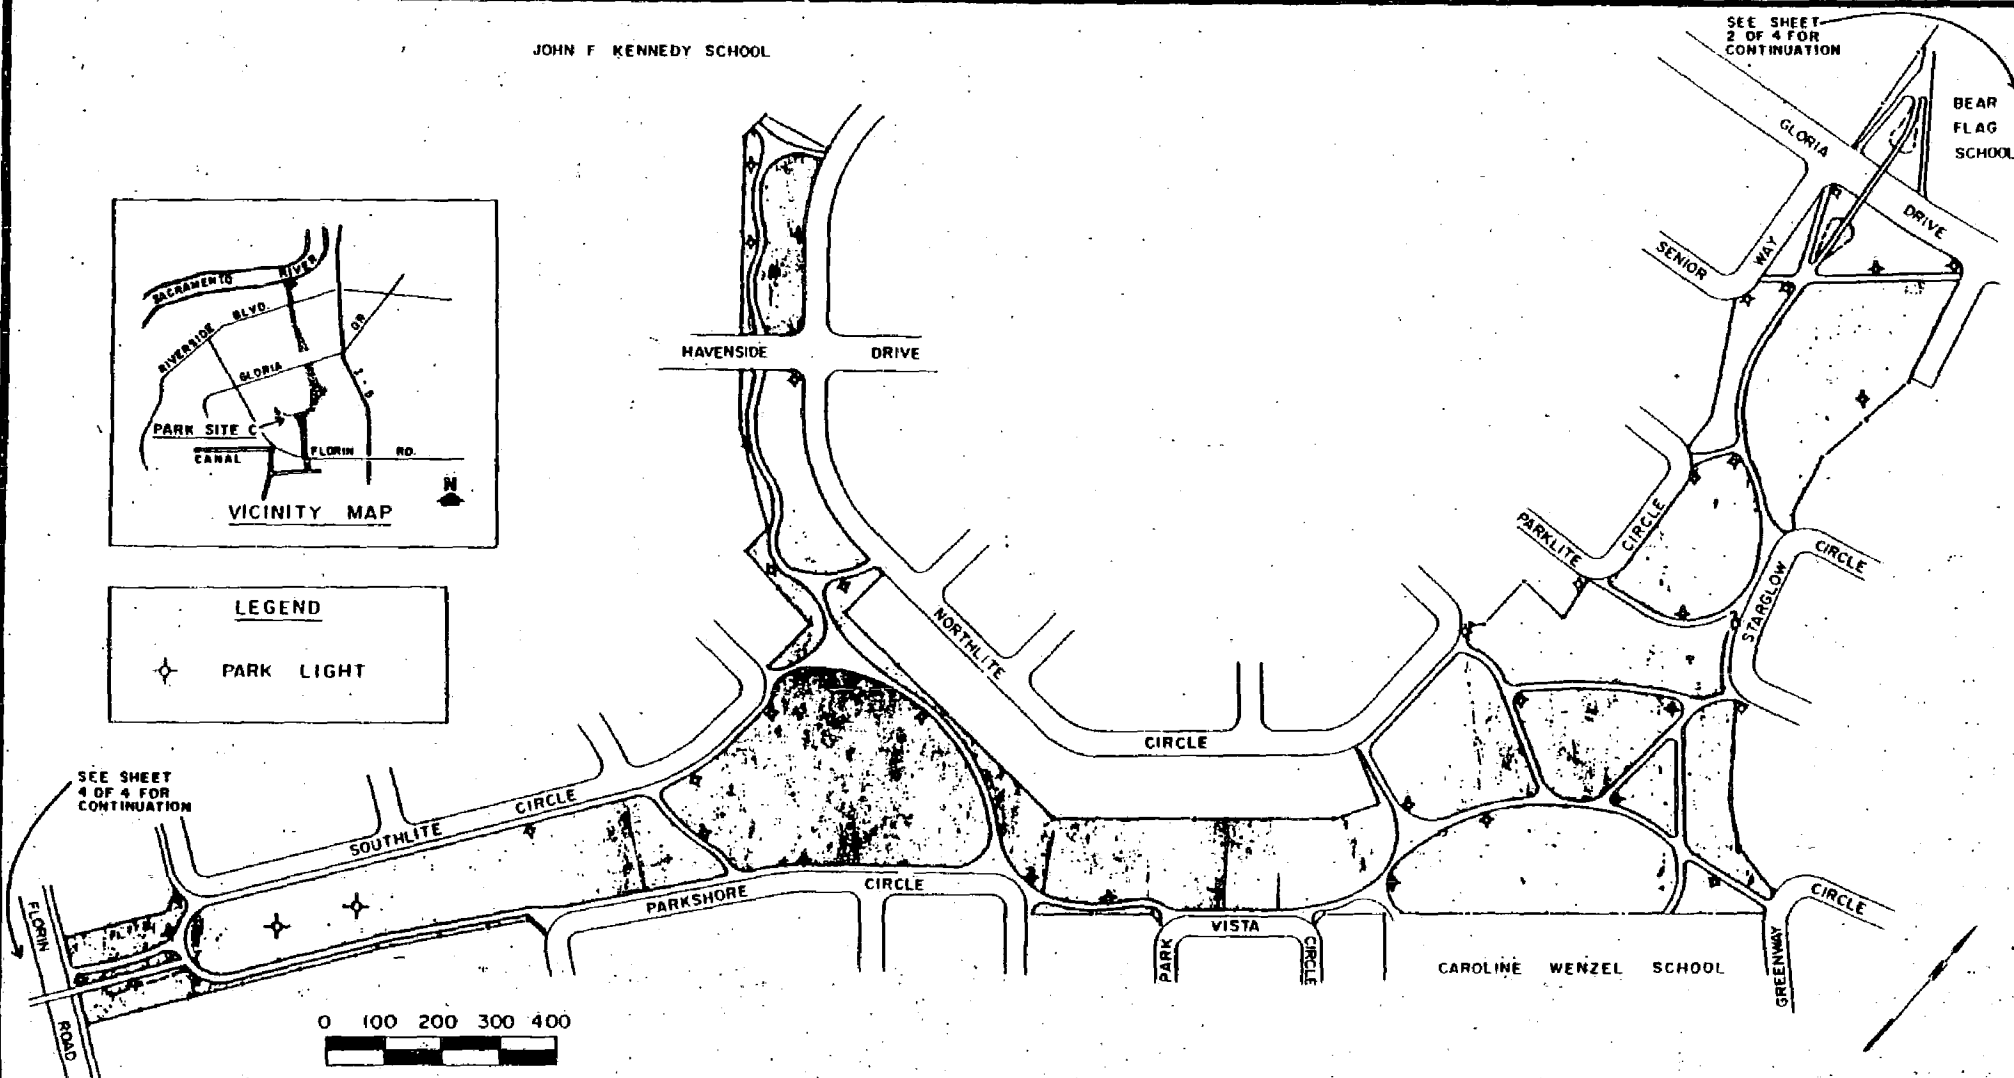 JOHN F KENNEDY SCHOOL
SEE SHEET
2 OF 4 FOR
CONTINUATION
BEAR
FLAG
SCHOOL
GLORIA
DRIVE
SENIOR
WAY
SACRAMENTO RIVER
RIVERSIDE BLVD.
GLORIA
DR
I-5
PARK SITE C
CANAL
FLORIN RD.
N
VICINITY MAP
HAVENSIDE DRIVE
LEGEND
PARK LIGHT
PARKLITE CIRCLE
CIRCLE
STARGLOW
NORTHLITE
CIRCLE
SEE SHEET
4 OF 4 FOR
CONTINUATION
SOUTHLITE CIRCLE
PARKSHORE CIRCLE
FLORIN
ROAD
PARK
VISTA
CIRCLE
CAROLINE WENZEL SCHOOL
GREENWAY
CIRCLE
0 100 200 300 400